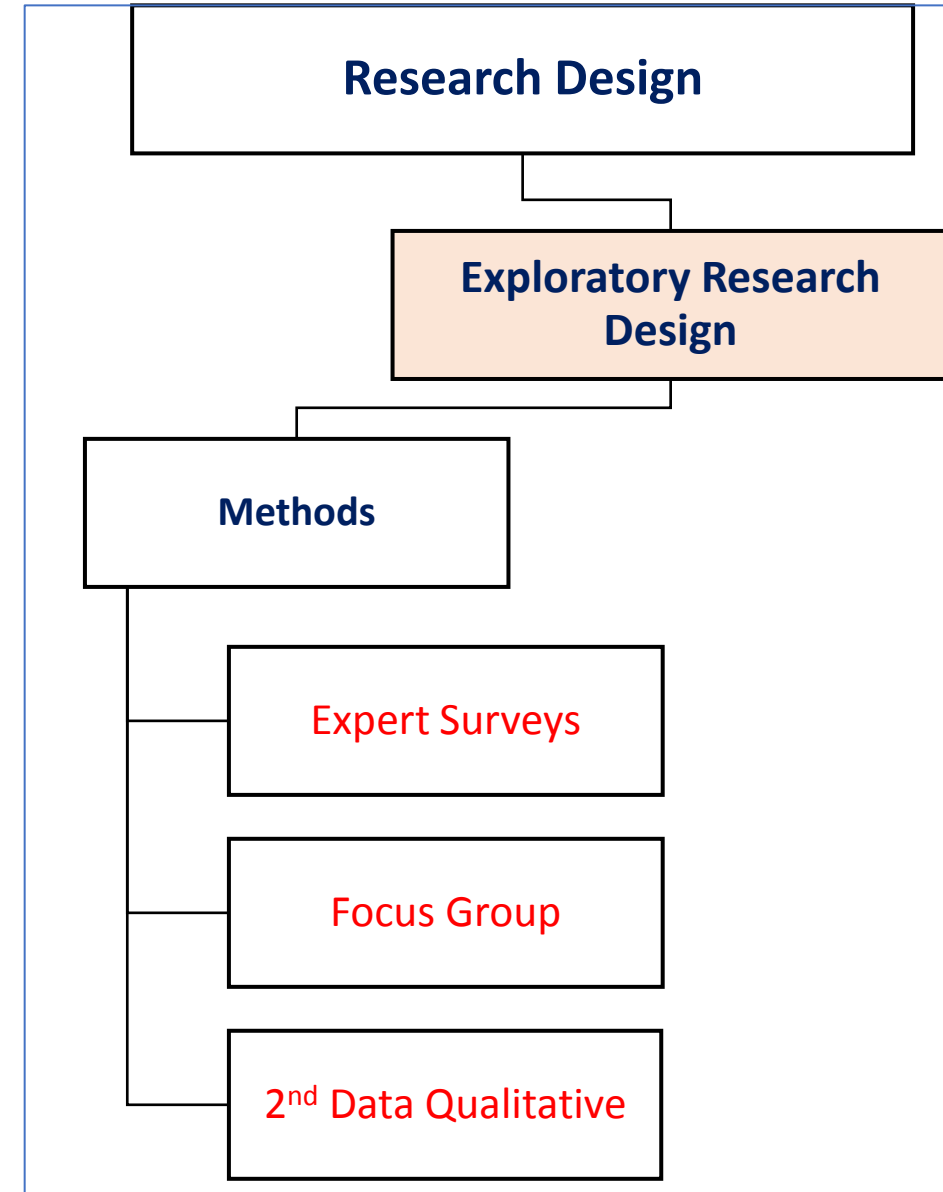 Research Design
Exploratory Research
Design
Methods
Expert Surveys
Focus Group
2nd Data Qualitative